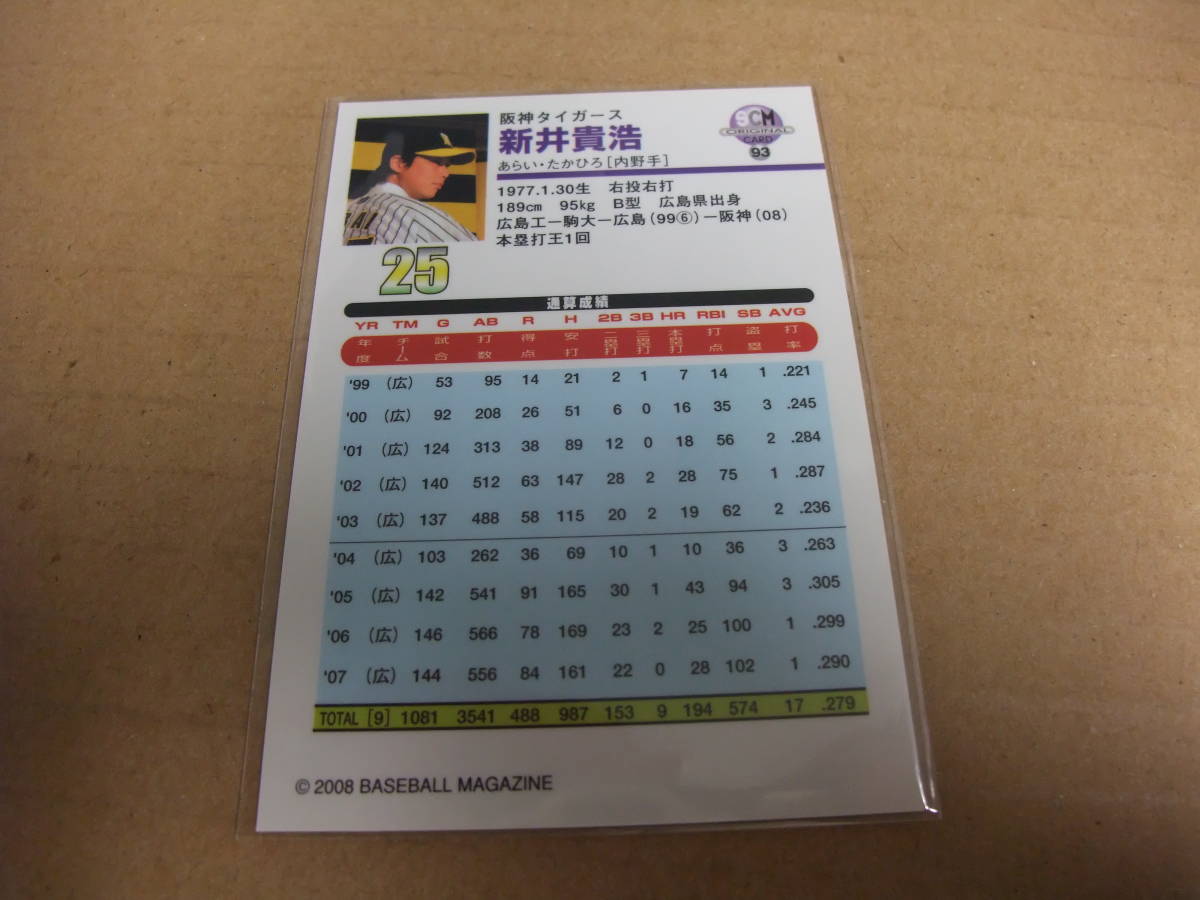 阪神タイガース
新井貴浩
あらい・たかひろ[内野手]
SCM
ORIGINAL
CARD
93
1977.1.30生 右投右打
189cm 95kg B型 広島県出身
広島工ー駒大ー広島(99⑥)ー阪神(08)
本塁打王1回
RAI
25
通算成績
YR TM G AB R H 2B 3B HR RBI SB AVG
年度 チーム 試合 打数 得点 安打 二塁打 三塁打 本塁打 打点 盗塁 打率
'99 (広) 53 95 14 21 2 1 7 14 1 .221
'00 (広) 92 208 26 51 6 0 16 35 3 .245
'01 (広) 124 313 38 89 12 0 18 56 2 .284
'02 (広) 140 512 63 147 28 2 28 75 1 .287
'03 (広) 137 488 58 115 20 2 19 62 2 .236
'04 (広) 103 262 36 69 10 1 10 36 3 .263
'05 (広) 142 541 91 165 30 1 43 94 3 .305
'06 (広) 146 566 78 169 23 2 25 100 1 .299
'07 (広) 144 556 84 161 22 0 28 102 1 .290
TOTAL [9] 1081 3541 488 987 153 9 194 574 17 .279
© 2008 BASEBALL MAGAZINE